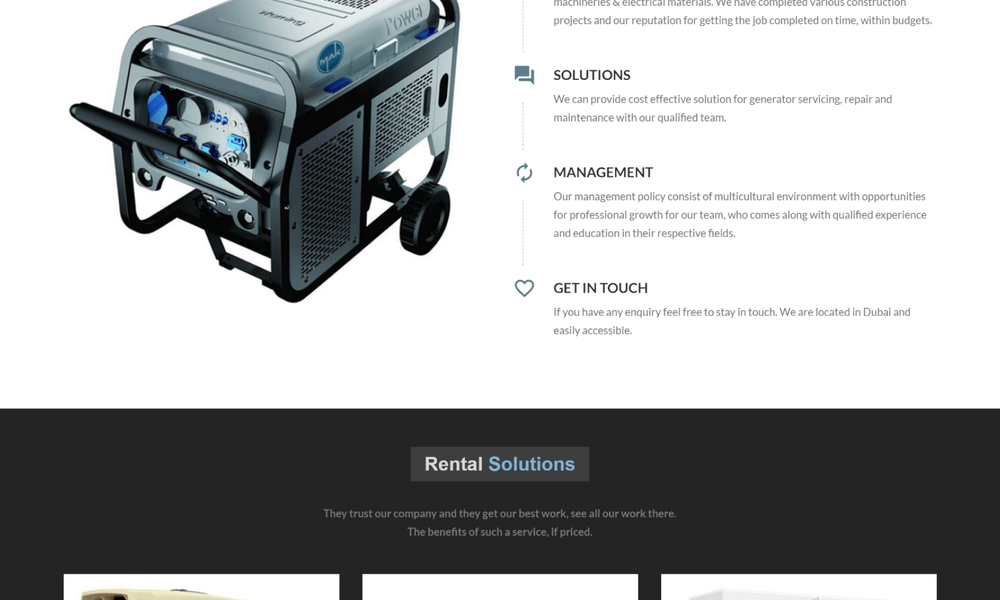 machineries & electrical materials. We have completed various construction
projects and our reputation for getting the job completed on time, within budgets.
Warning
Power
MAK
SOLUTIONS
We can provide cost effective solution for generator servicing, repair and
maintenance with our qualified team.
MANAGEMENT
Our management policy consist of multicultural environment with opportunities
for professional growth for our team, who comes along with qualified experience
and education in their respective fields.
GET IN TOUCH
If you have any enquiry feel free to stay in touch. We are located in Dubai and
easily accessible.
Rental Solutions
They trust our company and they get our best work, see all our work there.
The benefits of such a service, if priced.